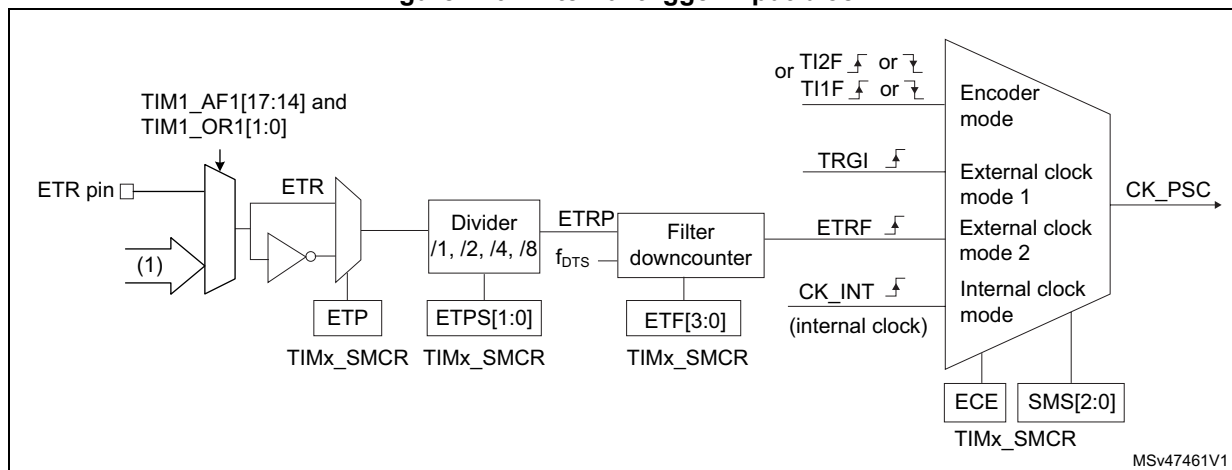 TIM1_AF1[17:14] and
TIM1_OR1[1:0]
ETR pin
(1)
ETR
ETP
TIMx_SMCR
Divider
/1, /2, /4, /8
ETPS[1:0]
TIMx_SMCR
ETRP
fDTS
Filter
downcounter
ETF[3:0]
TIMx_SMCR
or TI2F or
TI1F or
Encoder
mode
TRGI
External clock
mode 1
ETRF
External clock
mode 2
CK_INT
(internal clock)
Internal clock
mode
CK_PSC
ECE
SMS[2:0]
TIMx_SMCR
MSv47461V1